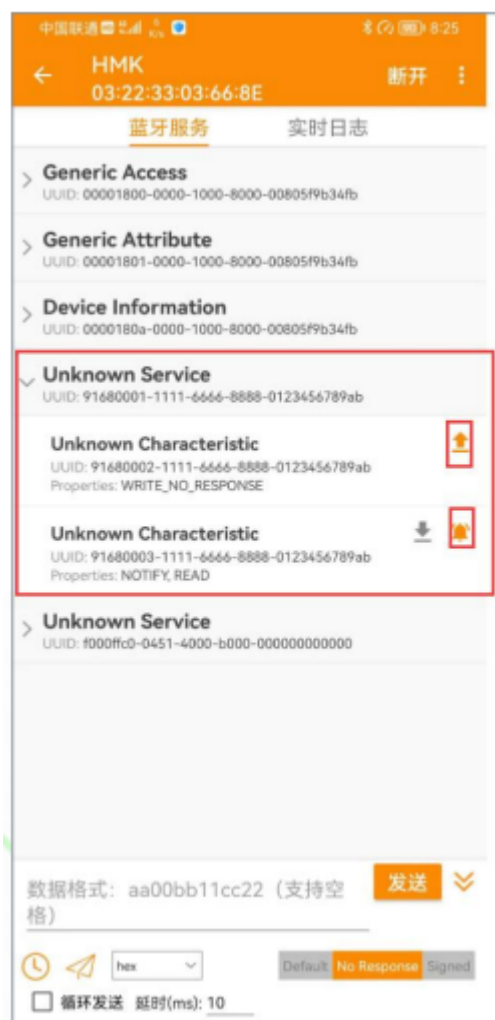 中国联通 8:25
HMK
断开
03:22:33:03:66:8E
蓝牙服务 实时日志
Generic Access
UUID: 00001800-0000-1000-8000-00805f9b34fb
Generic Attribute
UUID: 00001801-0000-1000-8000-00805f9b34fb
Device Information
UUID: 0000180a-0000-1000-8000-00805f9b34fb
Unknown Service
UUID: 91680001-1111-6666-8888-0123456789ab
Unknown Characteristic
UUID: 91680002-1111-6666-8888-0123456789ab
Properties: WRITE_NO_RESPONSE
Unknown Characteristic
UUID: 91680003-1111-6666-8888-0123456789ab
Properties: NOTIFY, READ
Unknown Service
UUID: f000ffc0-0451-4000-b000-000000000000
数据格式: aa00bb11cc22（支持空
格）
发送
hex Default No Response Signed
循环发送 延时(ms): 10